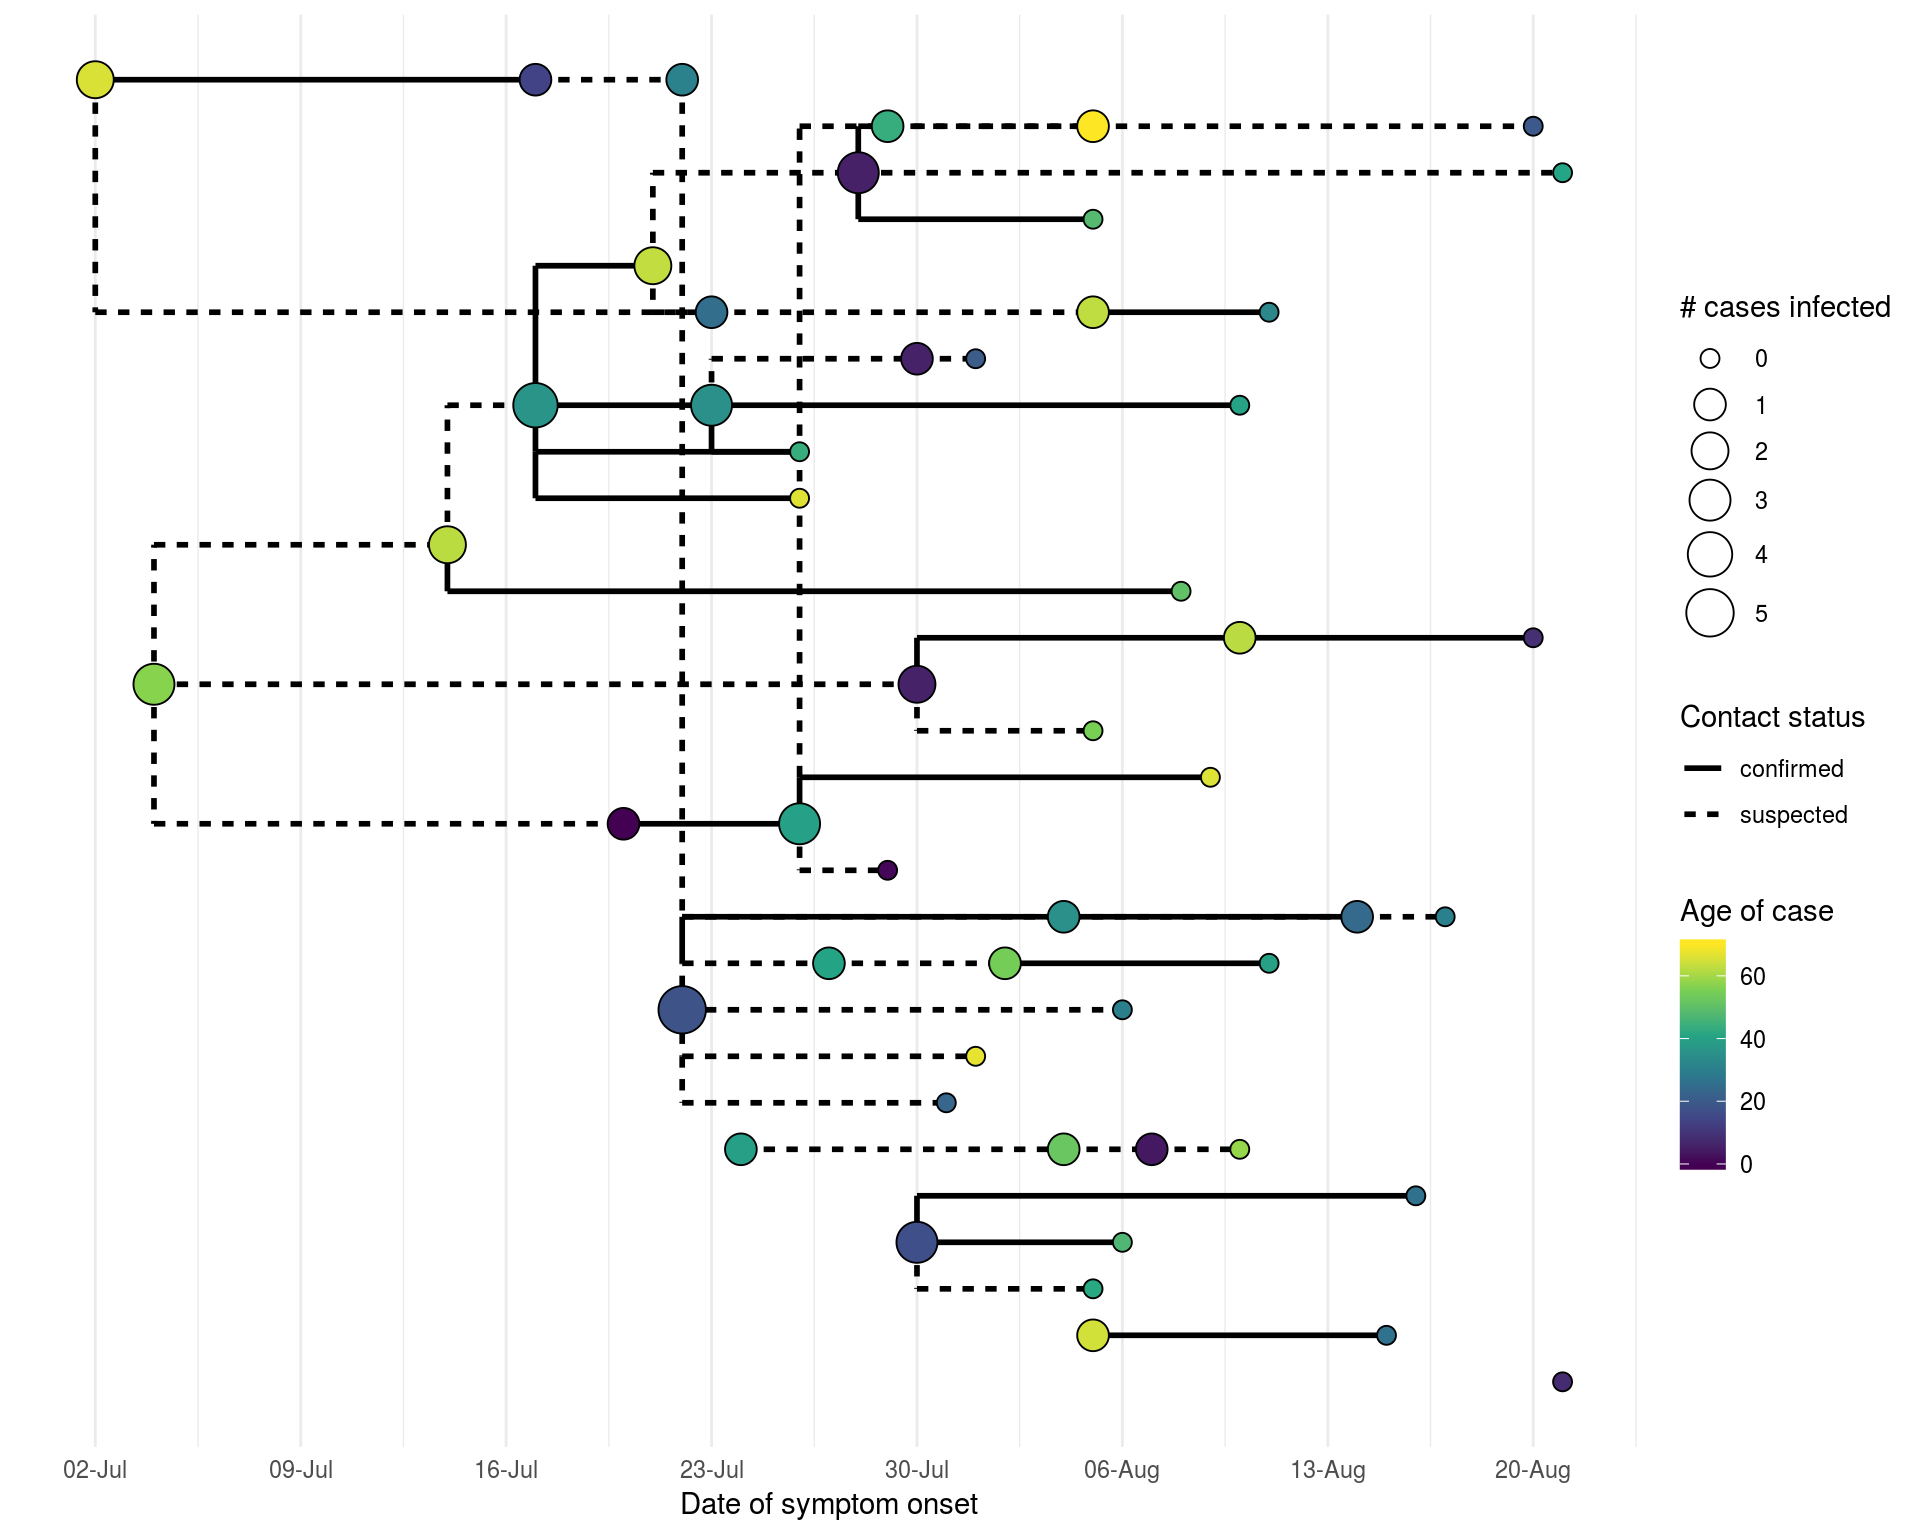 # cases infected
0
1
2
3
4
5
Contact status
confirmed
suspected
Age of case
60
40
20
0
02-Jul 09-Jul 16-Jul 23-Jul 30-Jul 06-Aug 13-Aug 20-Aug
Date of symptom onset